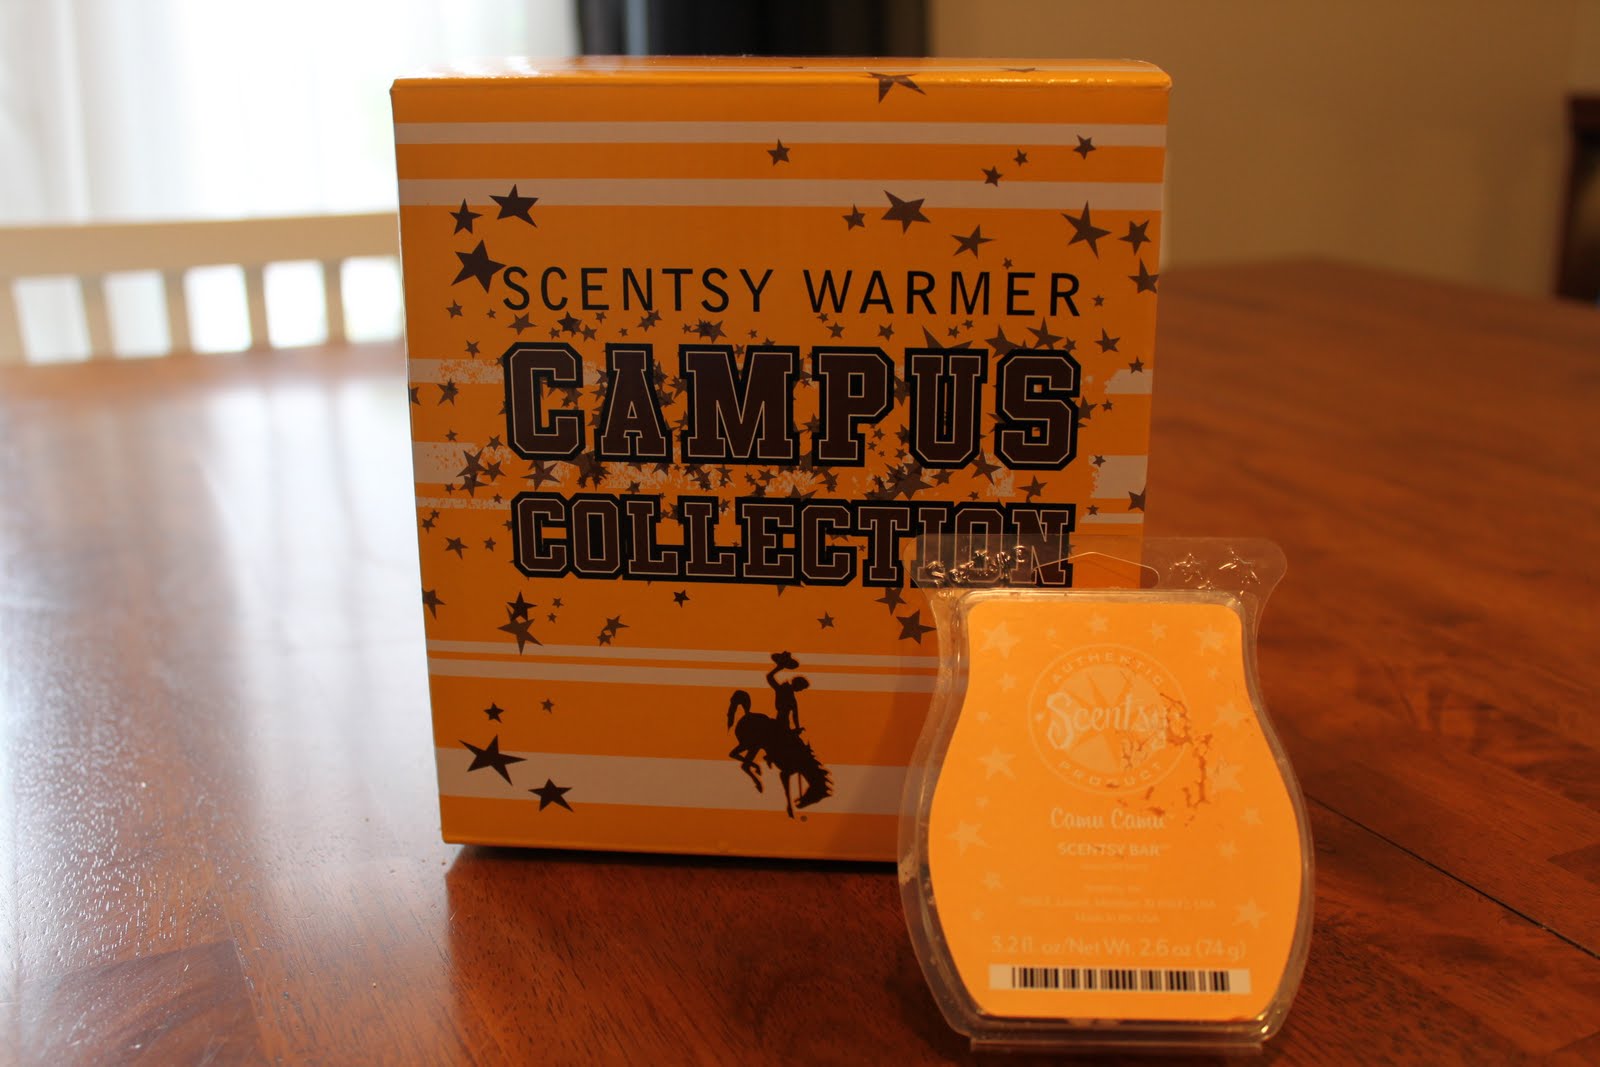 SCENTSY WARMER
CAMPUS
COLLECTION
AUTHENTIC
Scentsy
PRODUCT
Camu Camu
SCENTSY BAR
Made in the USA
3.2 fl. oz/Net Wt. 2.6 oz (74 g)